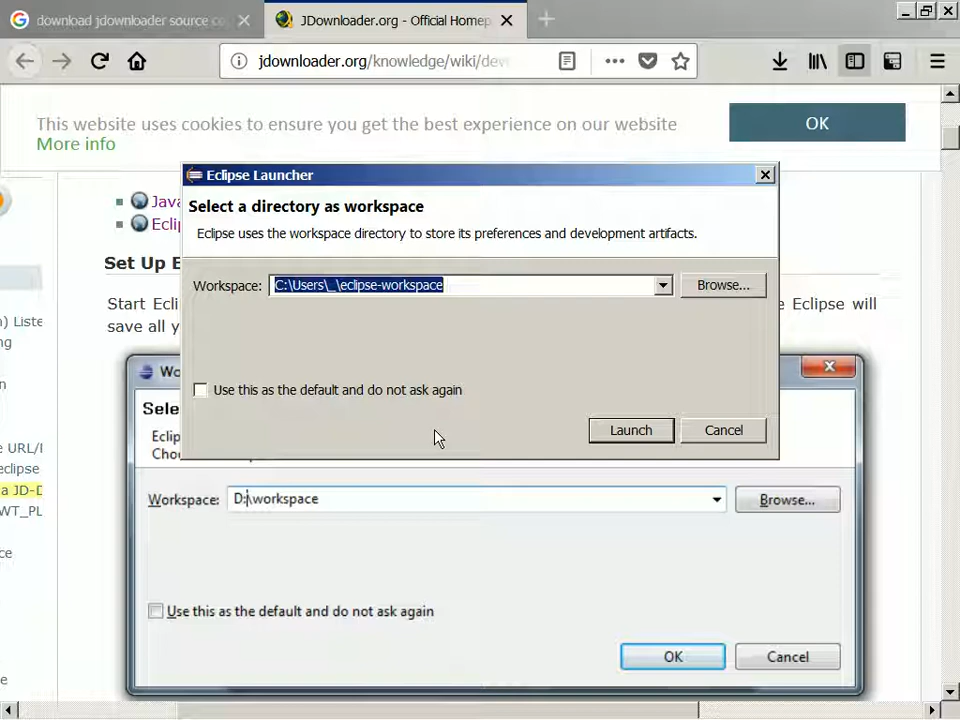 download jdownloader source co
JDownloader.org - Official Homep
jdownloader.org/knowledge/wiki/deve
This website uses cookies to ensure you get the best experience on our website
More info
OK
Java
Eclip
Set Up E
Start Ecli
e Eclipse will
save all y
Eclipse Launcher
Select a directory as workspace
Eclipse uses the workspace directory to store its preferences and development artifacts.
Workspace:
C:\Users\_\eclipse-workspace
Browse...
Use this as the default and do not ask again
Launch
Cancel
) Liste
ng
n
e URL/
eclipse
a JD-D
WT_PL
ce
e
Wo
Sele
Eclip
Choo
Workspace:
D:\workspace
Browse...
Use this as the default and do not ask again
OK
Cancel